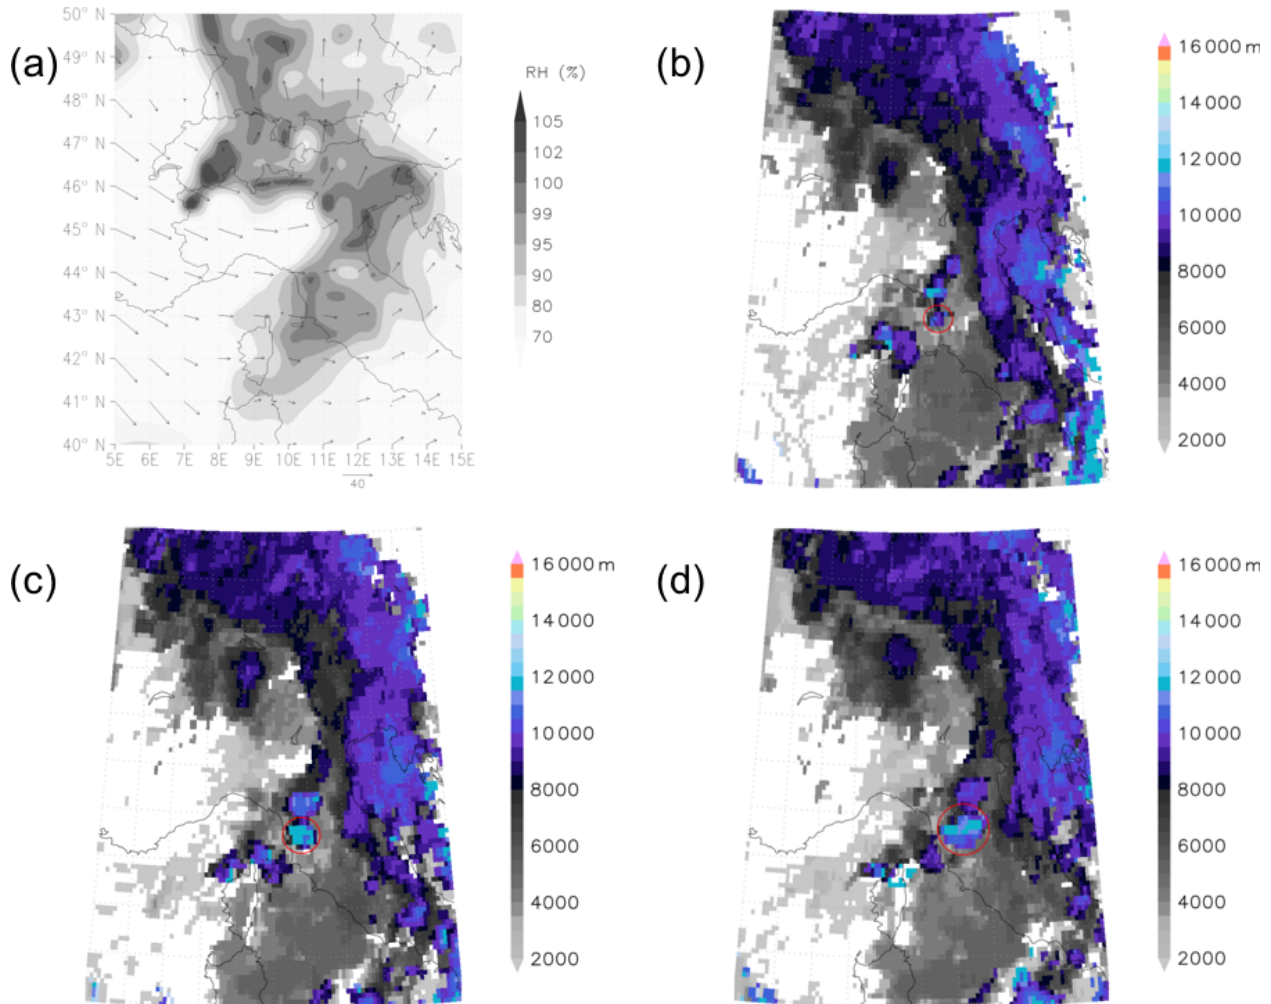 (a)
50° N
49° N
48° N
47° N
46° N
45° N
44° N
43° N
42° N
41° N
40° N
5E 6E 7E 8E 9E 10E 11E 12E 13E 14E 15E
40
RH (%)
105
102
100
99
95
90
80
70
(b)
16 000 m
14 000
12 000
10 000
8000
6000
4000
2000
(c)
16 000 m
14 000
12 000
10 000
8000
6000
4000
2000
(d)
16 000 m
14 000
12 000
10 000
8000
6000
4000
2000